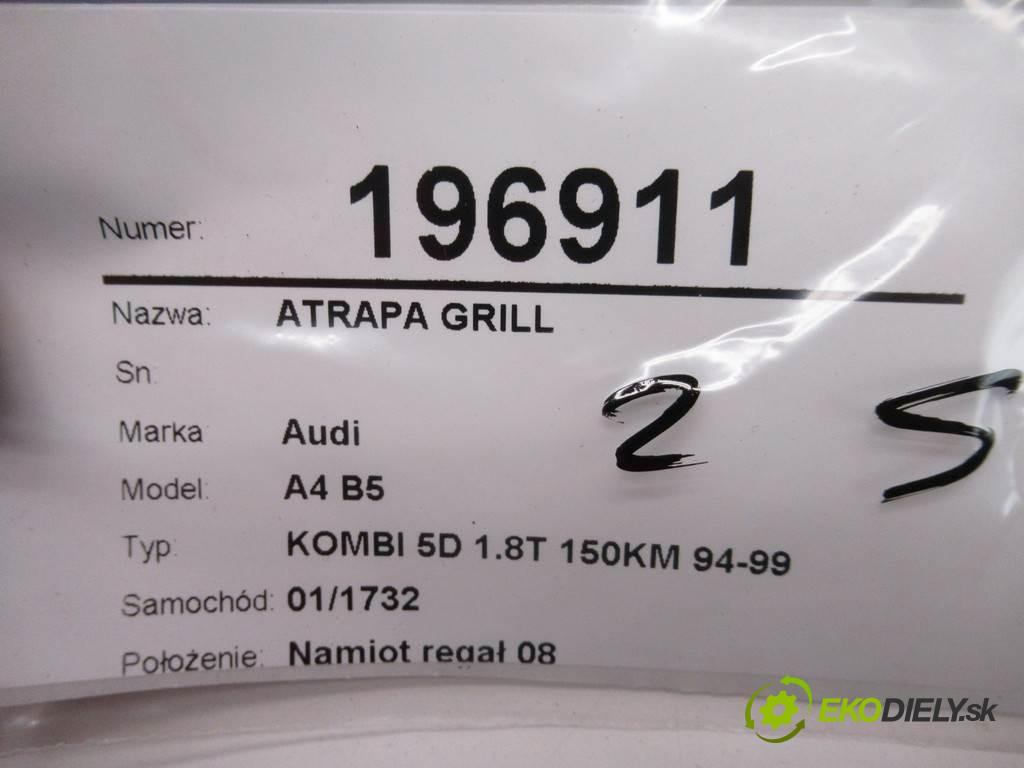 Numer: 196911
Nazwa: ATRAPA GRILL
Sn:
Marka Audi
Model: A4 B5
Typ: KOMBI 5D 1.8T 150KM 94-99
Samochód: 01/1732
Położenie: Namiot regał 08
2 5
EKODIELY.sk